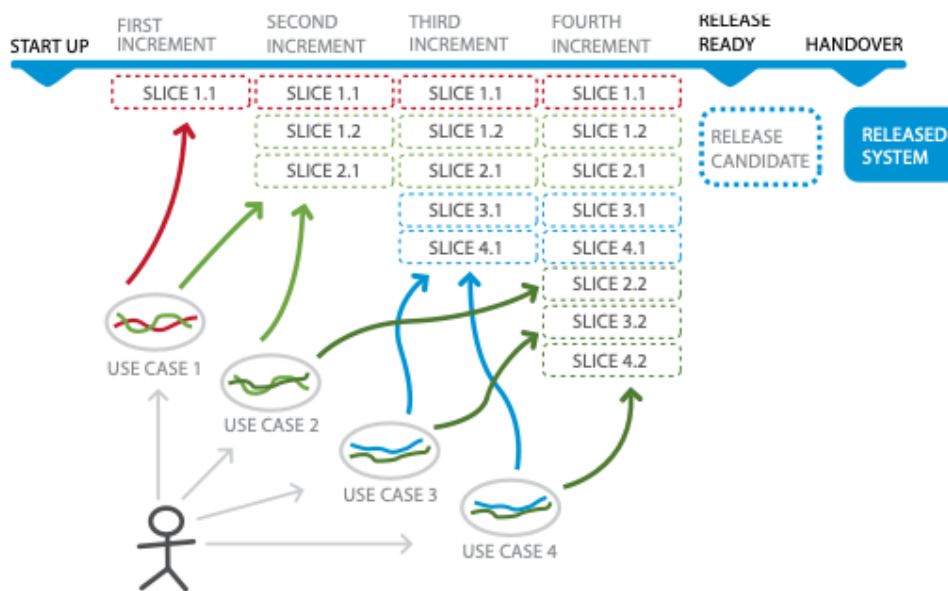 START UP
FIRST
INCREMENT
SECOND
INCREMENT
THIRD
INCREMENT
FOURTH
INCREMENT
RELEASE
READY
HANDOVER
SLICE 1.1
SLICE 1.1
SLICE 1.1
SLICE 1.1
SLICE 1.2
SLICE 1.2
SLICE 1.2
SLICE 2.1
SLICE 2.1
SLICE 2.1
SLICE 3.1
SLICE 3.1
SLICE 4.1
SLICE 4.1
SLICE 2.2
SLICE 3.2
SLICE 4.2
RELEASE
CANDIDATE
RELEASED
SYSTEM
USE CASE 1
USE CASE 2
USE CASE 3
USE CASE 4